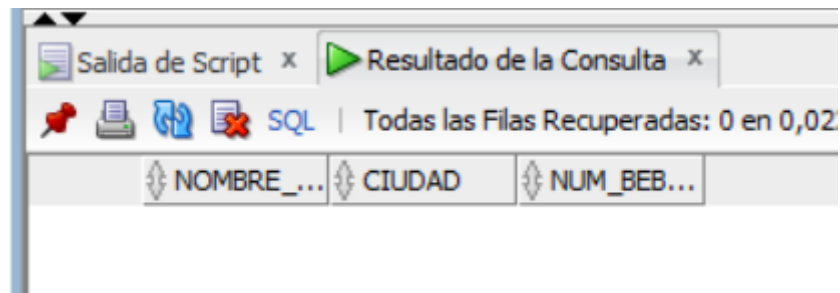 Salida de Script x Resultado de la Consulta x
SQL | Todas las Filas Recuperadas: 0 en 0,02
NOMBRE_... CIUDAD NUM_BEB...